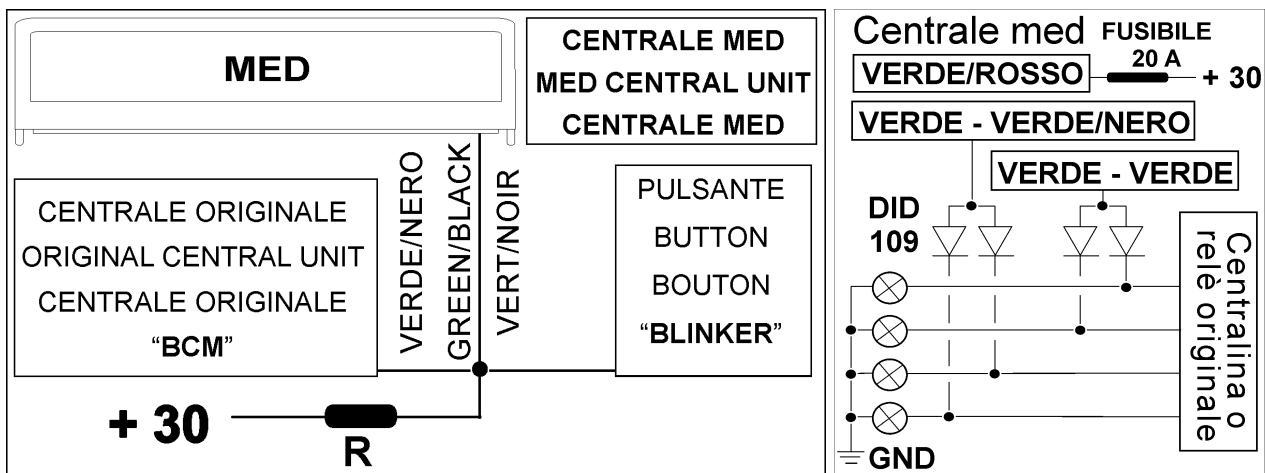 MED
CENTRALE MED
MED CENTRAL UNIT
CENTRALE MED
CENTRALE ORIGINALE
ORIGINAL CENTRAL UNIT
CENTRALE ORIGINALE
“BCM”
VERDE/NERO
GREEN/BLACK
VERT/NOIR
PULSANTE
BUTTON
BOUTON
“BLINKER”
+ 30
R
Centrale med
FUSIBILE
20 A
VERDE/ROSSO
+ 30
VERDE - VERDE/NERO
VERDE - VERDE
DID
109
Centralina o
relè originale
GND